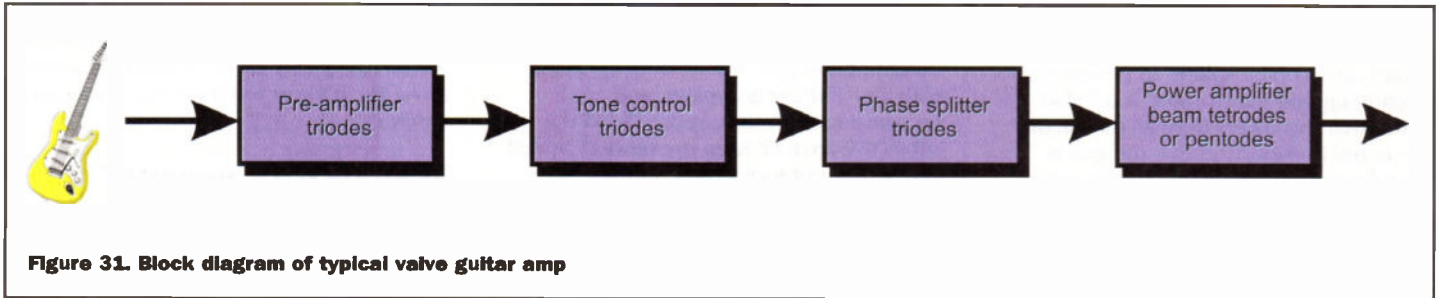 Pre-amplifier
triodes
Tone control
triodes
Phase splitter
triodes
Power amplifier
beam tetrodes
or pentodes
Figure 31. Block diagram of typical valve guitar amp